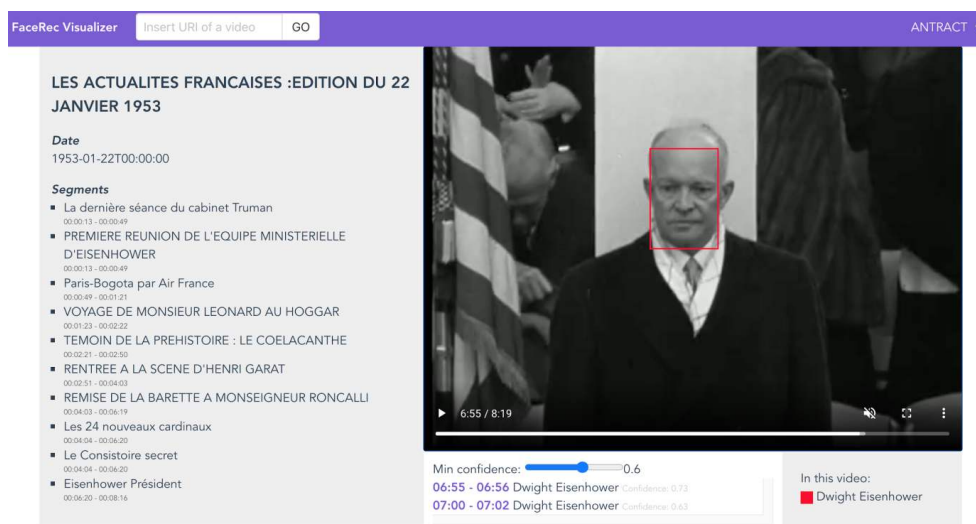 FaceRec Visualizer
Insert URI of a video
GO
ANTRACT
LES ACTUALITES FRANCAISES :EDITION DU 22
JANVIER 1953
Date
1953-01-22T00:00:00
Segments
La dernière séance du cabinet Truman
00:00:13 - 00:00:49
PREMIERE REUNION DE L'EQUIPE MINISTERIELLE
D'EISENHOWER
00:00:13 - 00:00:49
Paris-Bogota par Air France
00:00:49 - 00:01:21
VOYAGE DE MONSIEUR LEONARD AU HOGGAR
00:01:23 - 00:02:22
TEMOIN DE LA PREHISTOIRE : LE COELACANTHE
00:02:21 - 00:02:50
RENTREE A LA SCENE D'HENRI GARAT
00:02:51 - 00:04:03
REMISE DE LA BARETTE A MONSEIGNEUR RONCALLI
00:04:03 - 00:06:19
Les 24 nouveaux cardinaux
00:04:04 - 00:06:20
Le Consistoire secret
00:04:04 - 00:06:20
Eisenhower Président
00:06:20 - 00:08:16
6:55 / 8:19
Min confidence: 0.6
06:55 - 06:56 Dwight Eisenhower Confidence: 0.73
07:00 - 07:02 Dwight Eisenhower Confidence: 0.63
In this video:
Dwight Eisenhower